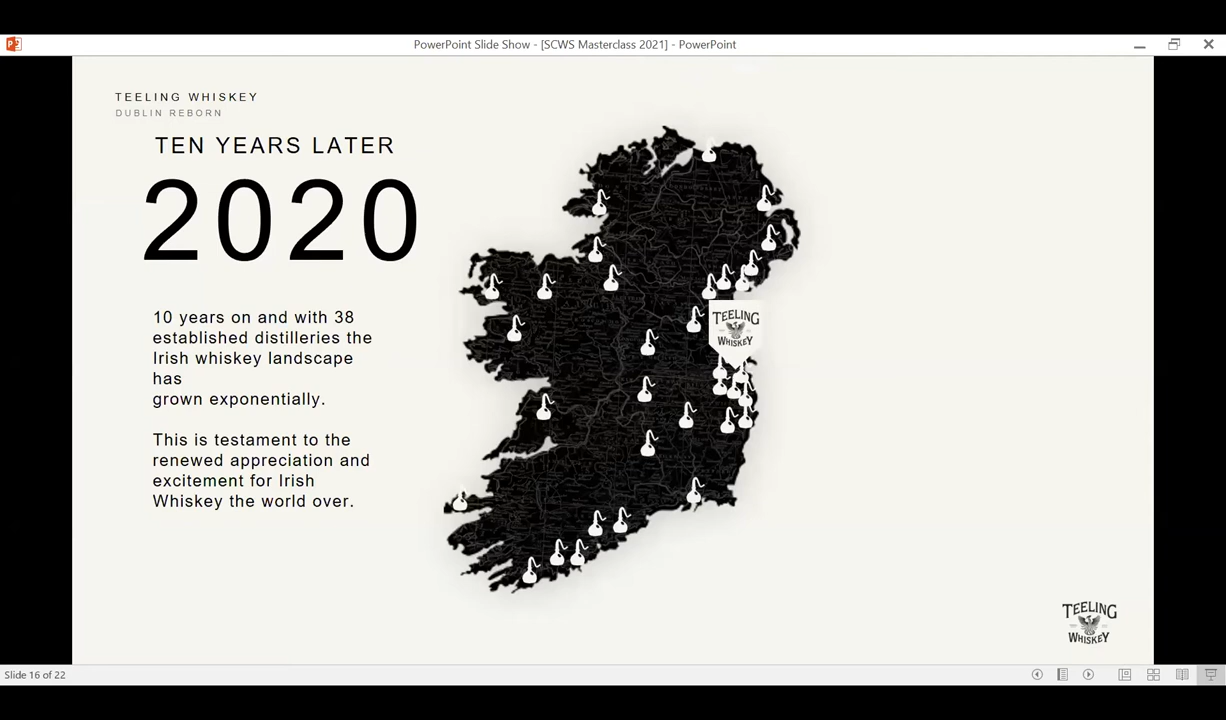 PowerPoint Slide Show - [SCWS Masterclass 2021] - PowerPoint
TEELING WHISKEY
DUBLIN REBORN
TEN YEARS LATER
2020
10 years on and with 38
established distilleries the
Irish whiskey landscape
has
grown exponentially.
This is testament to the
renewed appreciation and
excitement for Irish
Whiskey the world over.
TEELING
WHISKEY
TEELING
WHISKEY
Slide 16 of 22